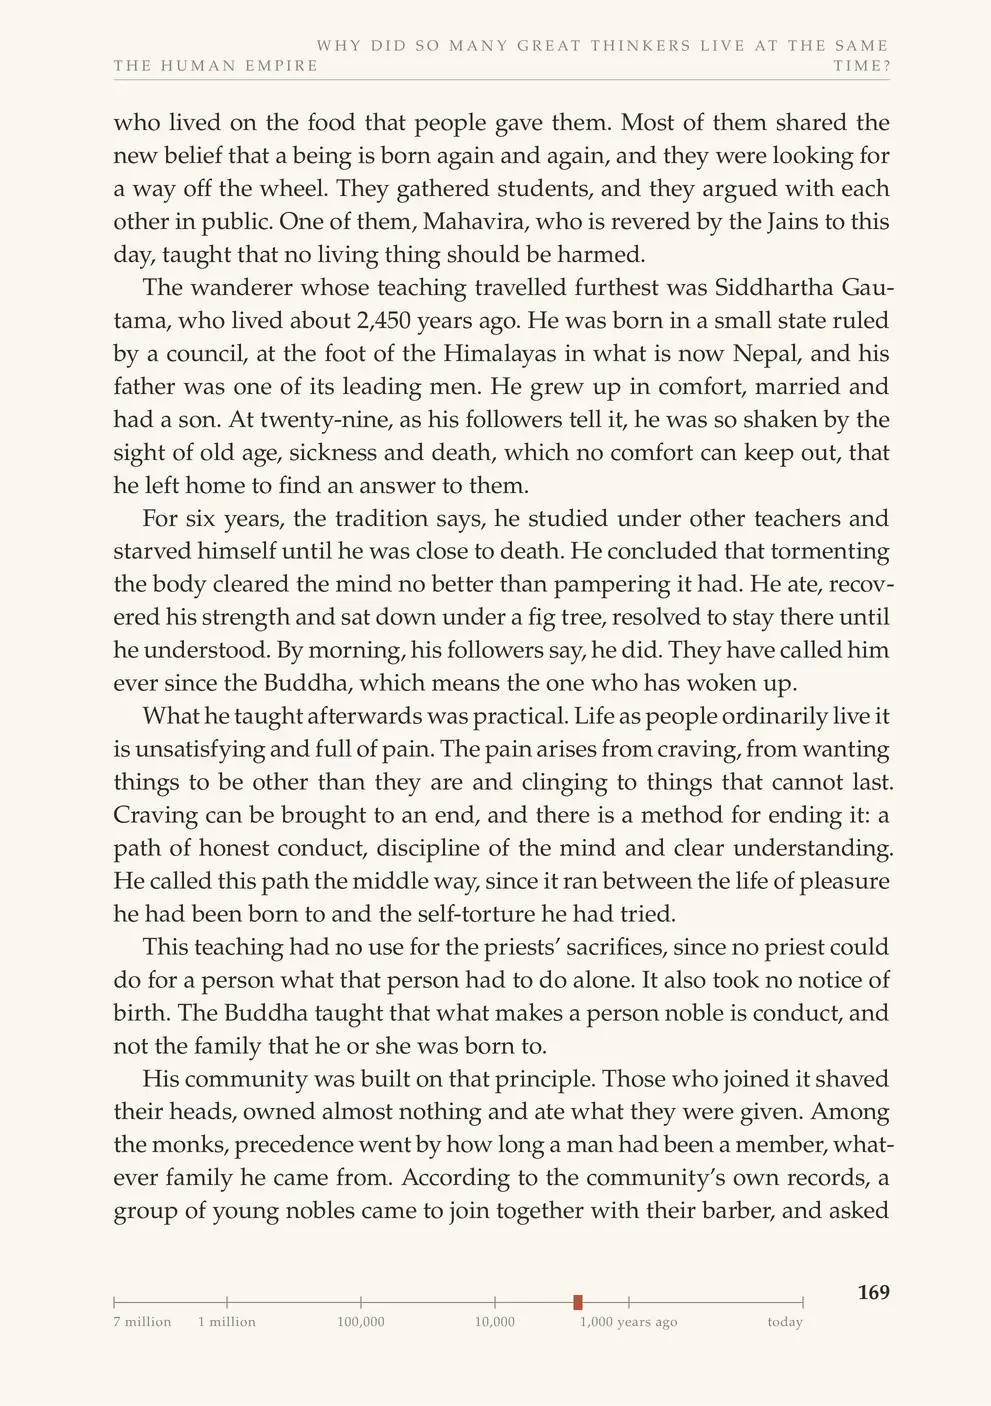 WHY DID SO MANY GREAT THINKERS LIVE AT THE SAME
THE HUMAN EMPIRE TIME?
who lived on the food that people gave them. Most of them shared the
new belief that a being is born again and again, and they were looking for
a way off the wheel. They gathered students, and they argued with each
other in public. One of them, Mahavira, who is revered by the Jains to this
day, taught that no living thing should be harmed.
The wanderer whose teaching travelled furthest was Siddhartha Gau-
tama, who lived about 2,450 years ago. He was born in a small state ruled
by a council, at the foot of the Himalayas in what is now Nepal, and his
father was one of its leading men. He grew up in comfort, married and
had a son. At twenty-nine, as his followers tell it, he was so shaken by the
sight of old age, sickness and death, which no comfort can keep out, that
he left home to find an answer to them.
For six years, the tradition says, he studied under other teachers and
starved himself until he was close to death. He concluded that tormenting
the body cleared the mind no better than pampering it had. He ate, recov-
ered his strength and sat down under a fig tree, resolved to stay there until
he understood. By morning, his followers say, he did. They have called him
ever since the Buddha, which means the one who has woken up.
What he taught afterwards was practical. Life as people ordinarily live it
is unsatisfying and full of pain. The pain arises from craving, from wanting
things to be other than they are and clinging to things that cannot last.
Craving can be brought to an end, and there is a method for ending it: a
path of honest conduct, discipline of the mind and clear understanding.
He called this path the middle way, since it ran between the life of pleasure
he had been born to and the self-torture he had tried.
This teaching had no use for the priests’ sacrifices, since no priest could
do for a person what that person had to do alone. It also took no notice of
birth. The Buddha taught that what makes a person noble is conduct, and
not the family that he or she was born to.
His community was built on that principle. Those who joined it shaved
their heads, owned almost nothing and ate what they were given. Among
the monks, precedence went by how long a man had been a member, what-
ever family he came from. According to the community’s own records, a
group of young nobles came to join together with their barber, and asked
169
7 million 1 million 100,000 10,000 1,000 years ago today